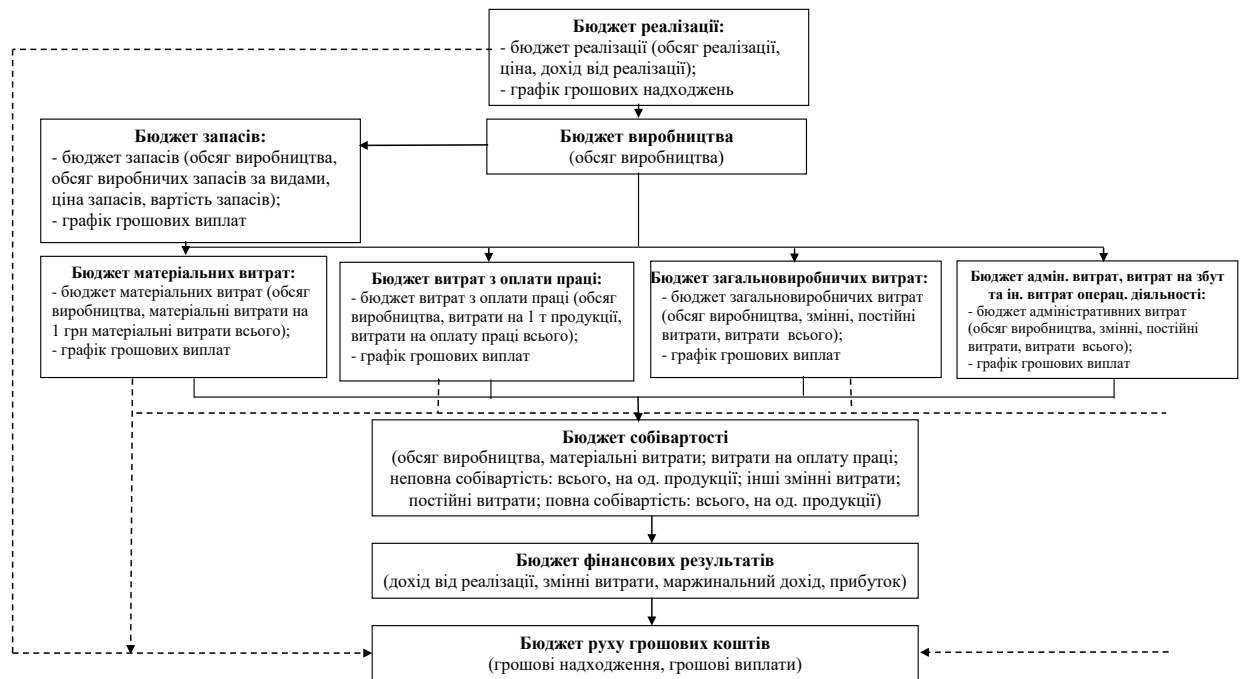 Бюджет реалізації:
- бюджет реалізації (обсяг реалізації,
ціна, дохід від реалізації);
- графік грошових надходжень
Бюджет запасів:
- бюджет запасів (обсяг виробництва,
обсяг виробничих запасів за видами,
ціна запасів, вартість запасів);
- графік грошових виплат
Бюджет виробництва
(обсяг виробництва)
Бюджет матеріальних витрат:
- бюджет матеріальних витрат (обсяг
виробництва, матеріальні витрати на
1 грн матеріальні витрати всього);
- графік грошових виплат
Бюджет витрат з оплати праці:
- бюджет витрат з оплати праці (обсяг
виробництва, витрати на 1 т продукції,
витрати на оплату праці всього);
- графік грошових виплат
Бюджет загальновиробничих витрат:
- бюджет загальновиробничих витрат
(обсяг виробництва, змінні, постійні
витрати, витрати всього);
- графік грошових виплат
Бюджет адмін. витрат, витрат на збут
та ін. витрат операц. діяльності:
- бюджет адміністративних витрат
(обсяг виробництва, змінні, постійні
витрати, витрати всього);
- графік грошових виплат
Бюджет собівартості
(обсяг виробництва, матеріальні витрати; витрати на оплату праці;
неповна собівартість: всього, на од. продукції; інші змінні витрати;
постійні витрати; повна собівартість: всього, на од. продукції)
Бюджет фінансових результатів
(дохід від реалізації, змінні витрати, маржинальний дохід, прибуток)
Бюджет руху грошових коштів
(грошові надходження, грошові виплати)